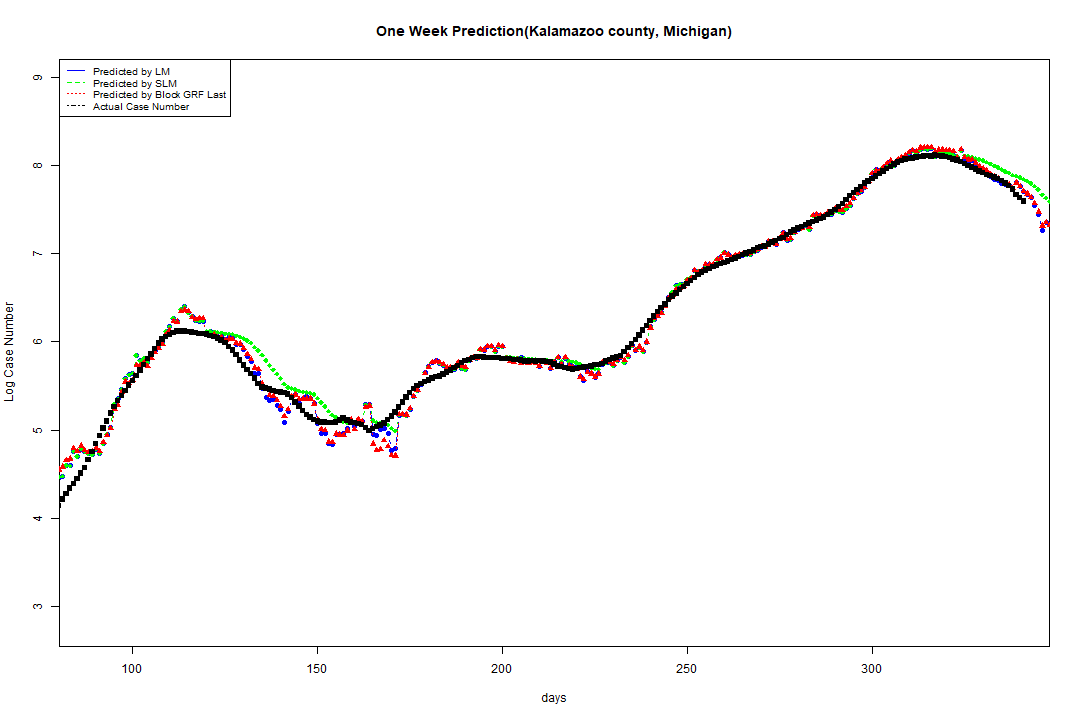 One Week Prediction(Kalamazoo county, Michigan)
Predicted by LM
Predicted by SLM
Predicted by Block GRF Last
Actual Case Number
9
8
7
6
5
4
3
Log Case Number
100 150 200 250 300
days